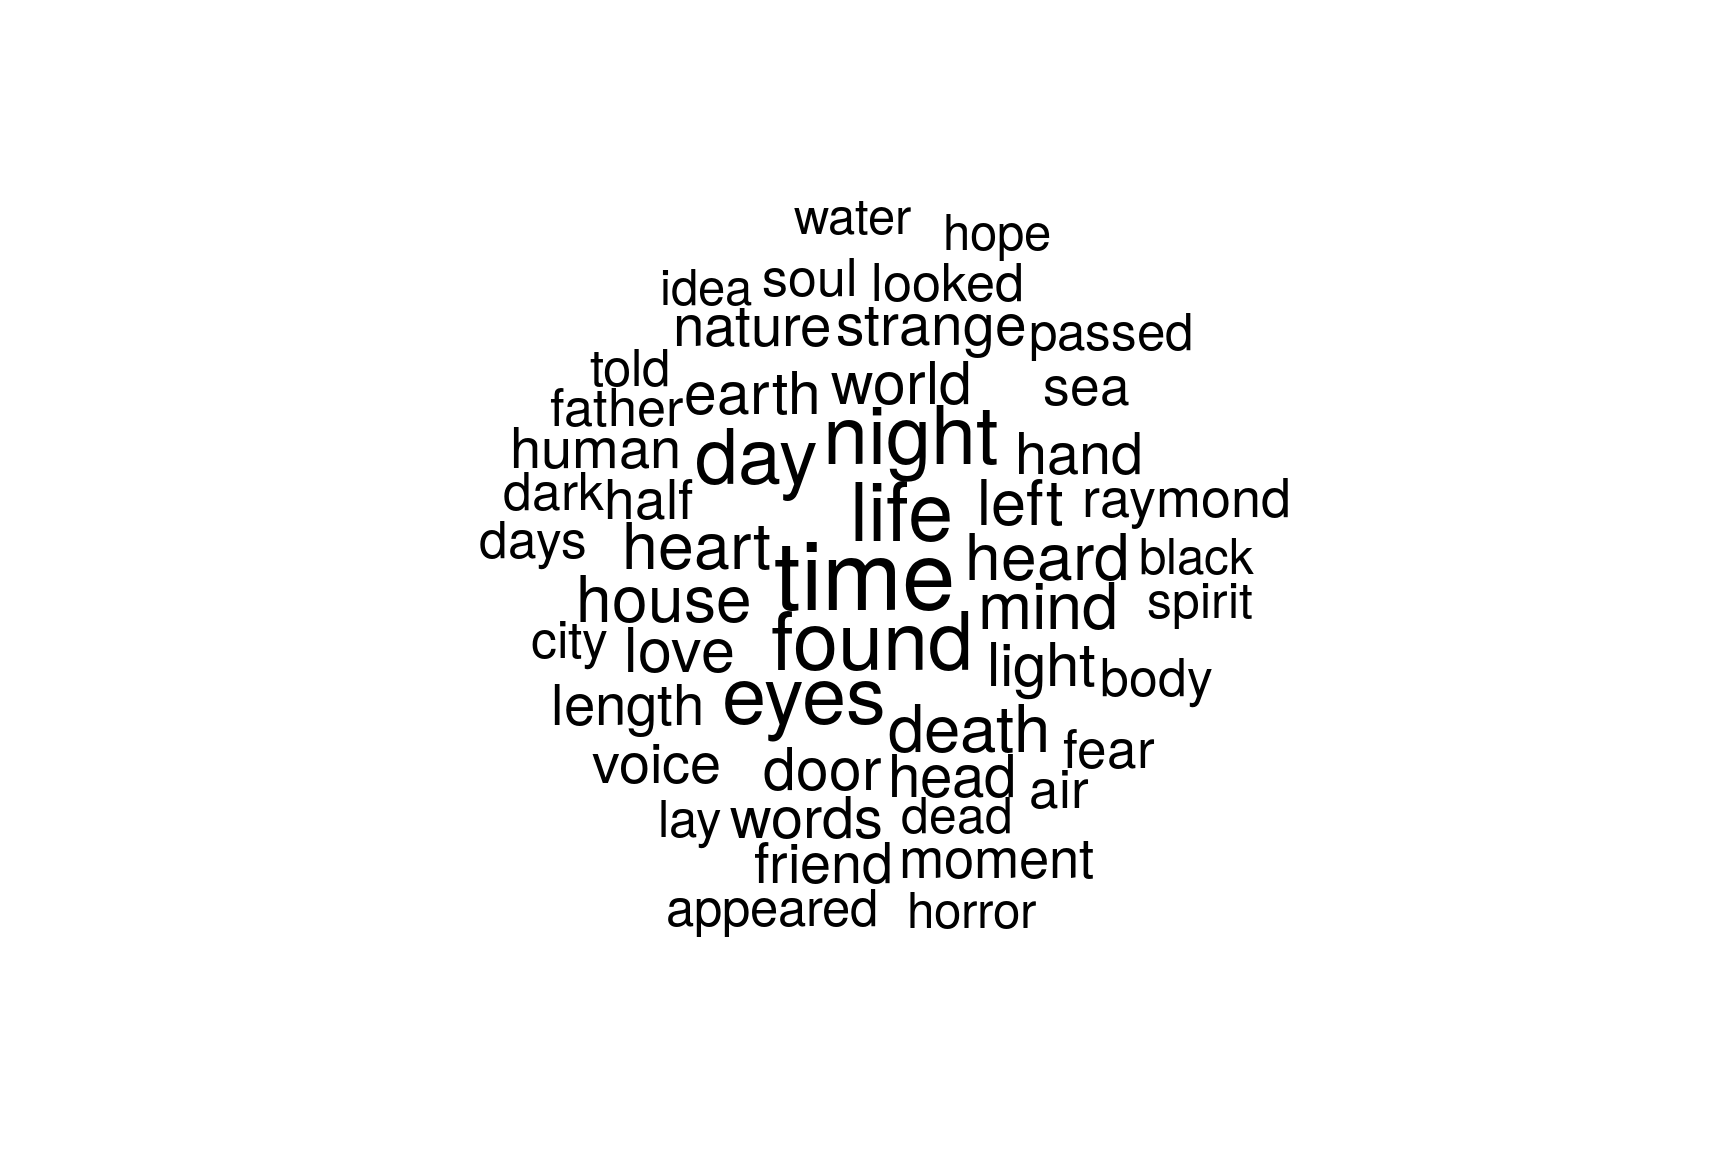 water hope
idea soul looked
nature strange passed
told
earth world sea
father
human day night hand
dark half life left raymond
days heart time heard black
house mind spirit
city love found light body
length eyes death fear
voice door head air
lay words dead
friend moment
appeared horror